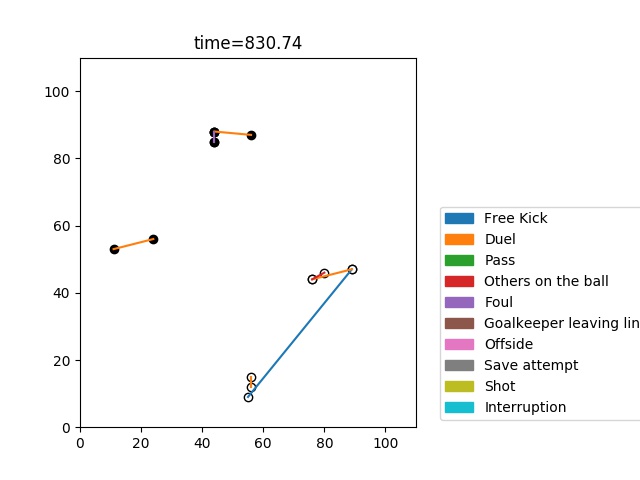 time=830.74
100
80
60
40
20
0
0 20 40 60 80 100
Free Kick
Duel
Pass
Others on the ball
Foul
Goalkeeper leaving lin
Offside
Save attempt
Shot
Interruption